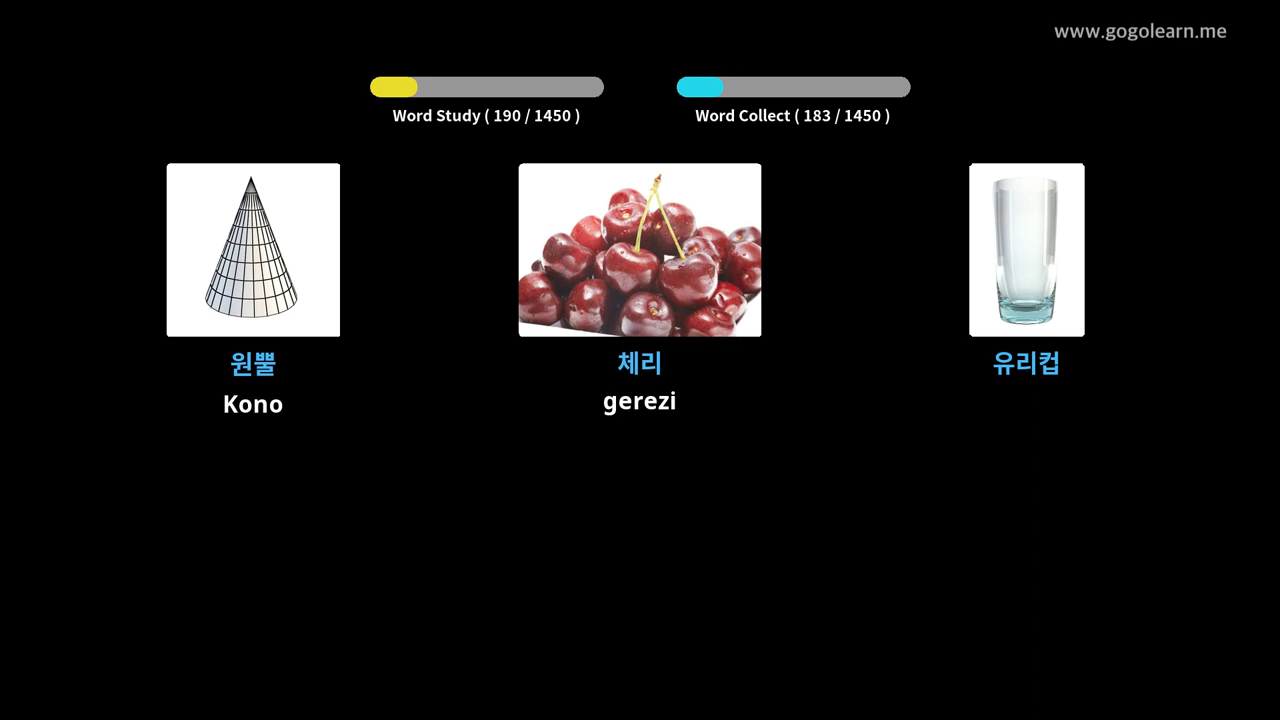 www.gogolearn.me
Word Study ( 190 / 1450 )
Word Collect ( 183 / 1450 )
원뿔
체리
유리컵
Kono
gerezi